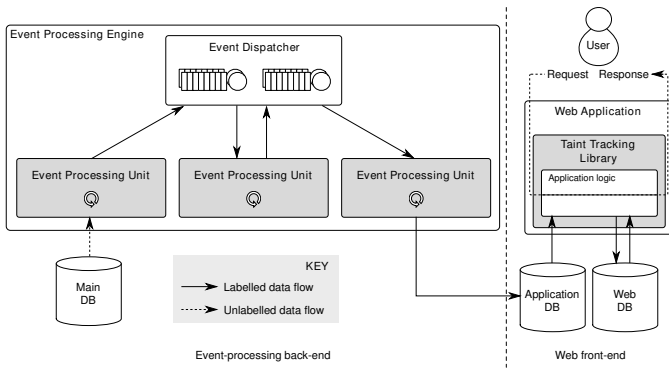 Event Processing Engine
Event Dispatcher
Event Processing Unit
Event Processing Unit
Event Processing Unit
Main
DB
KEY
Labelled data flow
Unlabelled data flow
Event-processing back-end
User
Request Response
Web Application
Taint Tracking
Library
Application logic
Application
DB
Web
DB
Web front-end